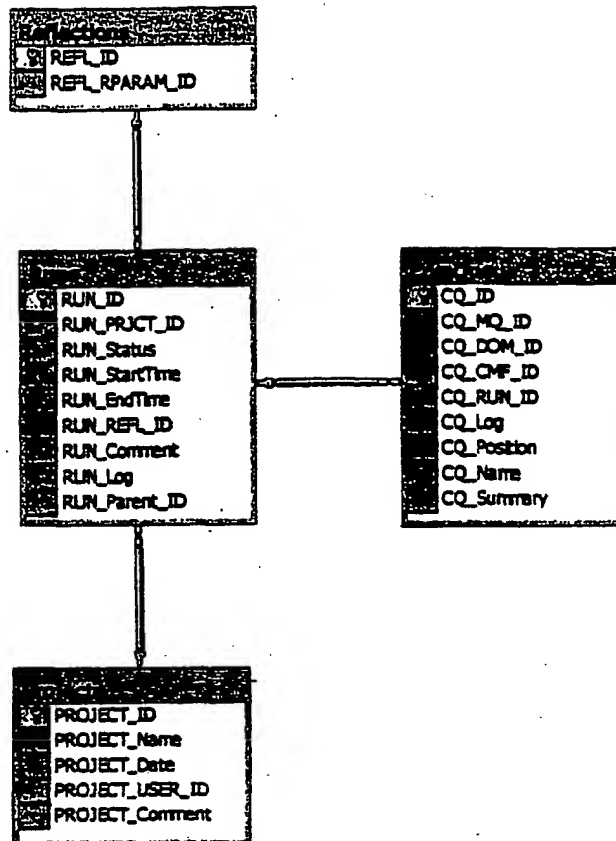 Reflections
REFL_ID
REFL_RPARAM_ID
RUN_ID
RUN_PRJCT_ID
RUN_Status
RUN_StartTime
RUN_EndTime
RUN_REFL_ID
RUN_Comment
RUN_Log
RUN_Parent_ID
CQ_ID
CQ_MQ_ID
CQ_DOM_ID
CQ_CMF_ID
CQ_RUN_ID
CQ_Log
CQ_Position
CQ_Name
CQ_Summary
PROJECT_ID
PROJECT_Name
PROJECT_Date
PROJECT_USER_ID
PROJECT_Comment